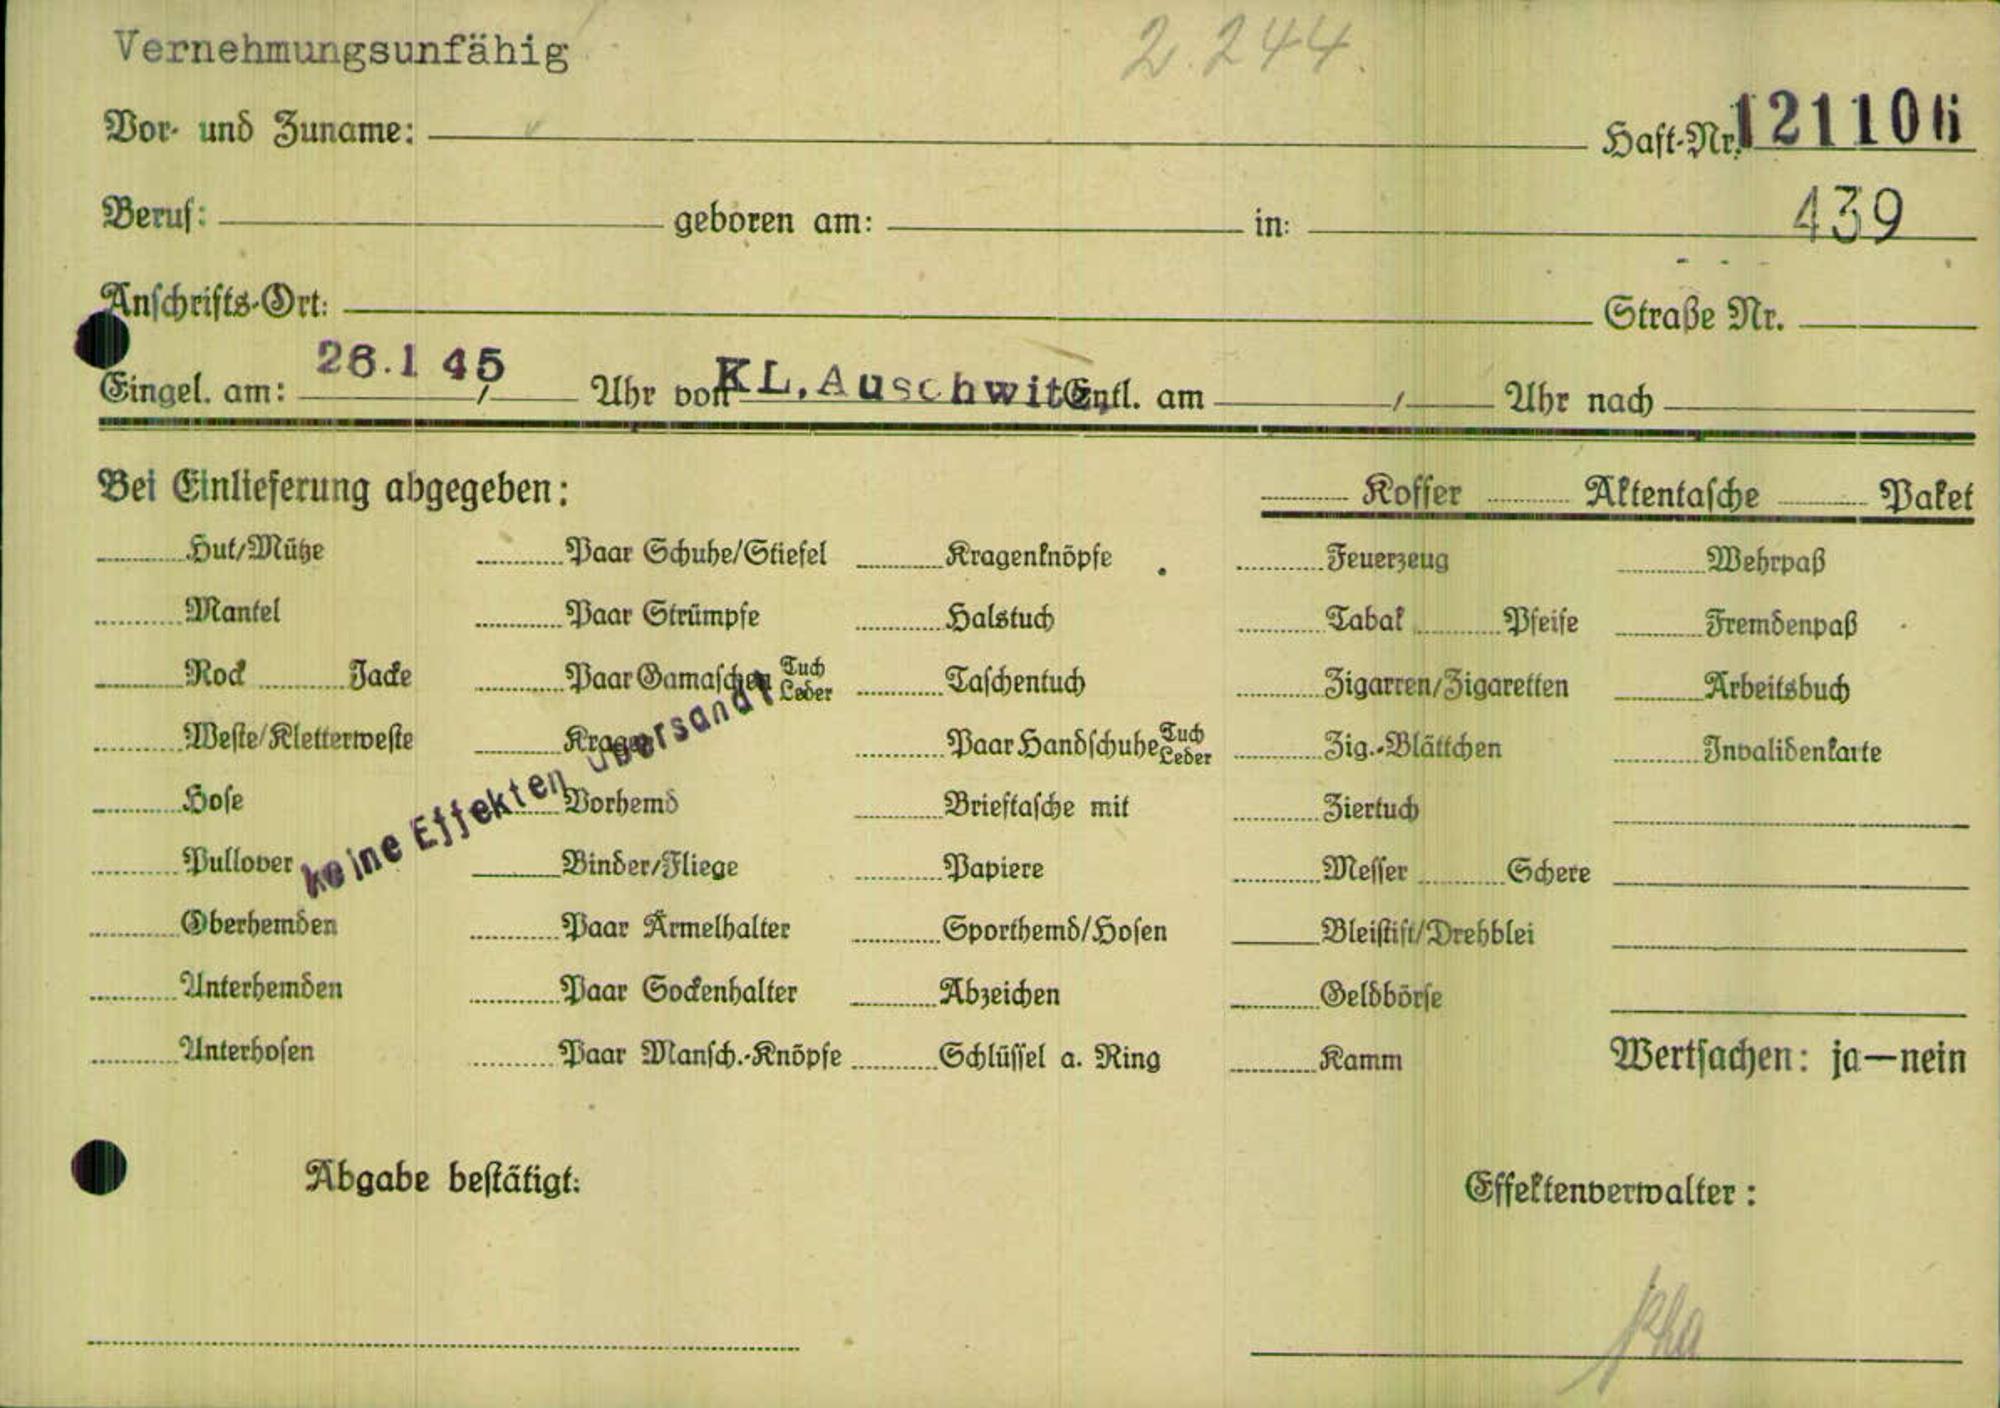 Vernehmungsunfähig
2.244.
Vor- und Zuname: Haft-Nr. 121106
Beruf: geboren am: in: 439
Anschrifts-Ort: Straße Nr.
Eingel. am: 26.1 45 Uhr von KL.Auschwitz Entl. am Uhr nach
Bei Einlieferung abgegeben: Koffer Aktentasche Paket
Hut/Mütze Paar Schuhe/Stiefel Kragenknöpfe Feuerzeug Wehrpaß
Mantel Paar Strümpfe Halstuch Tabak Pfeife Fremdenpaß
Rock Jacke Paar Gamaschen Tuch Leder Taschentuch Zigarren/Zigaretten Arbeitsbuch
Weste/Kletterweste Kragen Paar Handschuhe Tuch Leder Zig.-Blättchen Invalidenkarte
Hose Vorhemd Brieftasche mit Ziertuch
keine Effekten übersandt
Pullover Binder/Fliege Papiere Messer Schere
Oberhemden Paar Ärmelhalter Sporthemd/Hosen Bleistift/Drehblei
Unterhemden Paar Sockenhalter Abzeichen Geldbörse
Unterhosen Paar Mansch.-Knöpfe Schlüssel a. Ring Kamm Wertsachen: ja—nein
Abgabe bestätigt: Effektenverwalter: